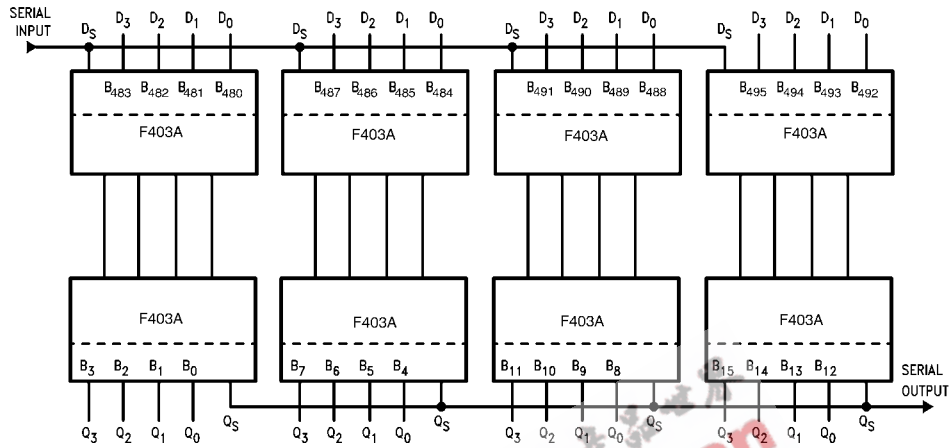 SERIAL
INPUT
D3 D2 D1 D0 D3 D2 D1 D0 D3 D2 D1 D0 D3 D2 D1 D0
DS DS DS DS
B483 B482 B481 B480 B487 B486 B485 B484 B491 B490 B489 B488 B495 B494 B493 B492
F403A F403A F403A F403A
F403A F403A F403A F403A
B3 B2 B1 B0 B7 B6 B5 B4 B11 B10 B9 B8 B15 B14 B13 B12
SERIAL
OUTPUT
Q3 Q2 Q1 Q0 QS Q3 Q2 Q1 Q0 QS Q3 Q2 Q1 Q0 QS Q3 Q2 Q1 Q0 QS